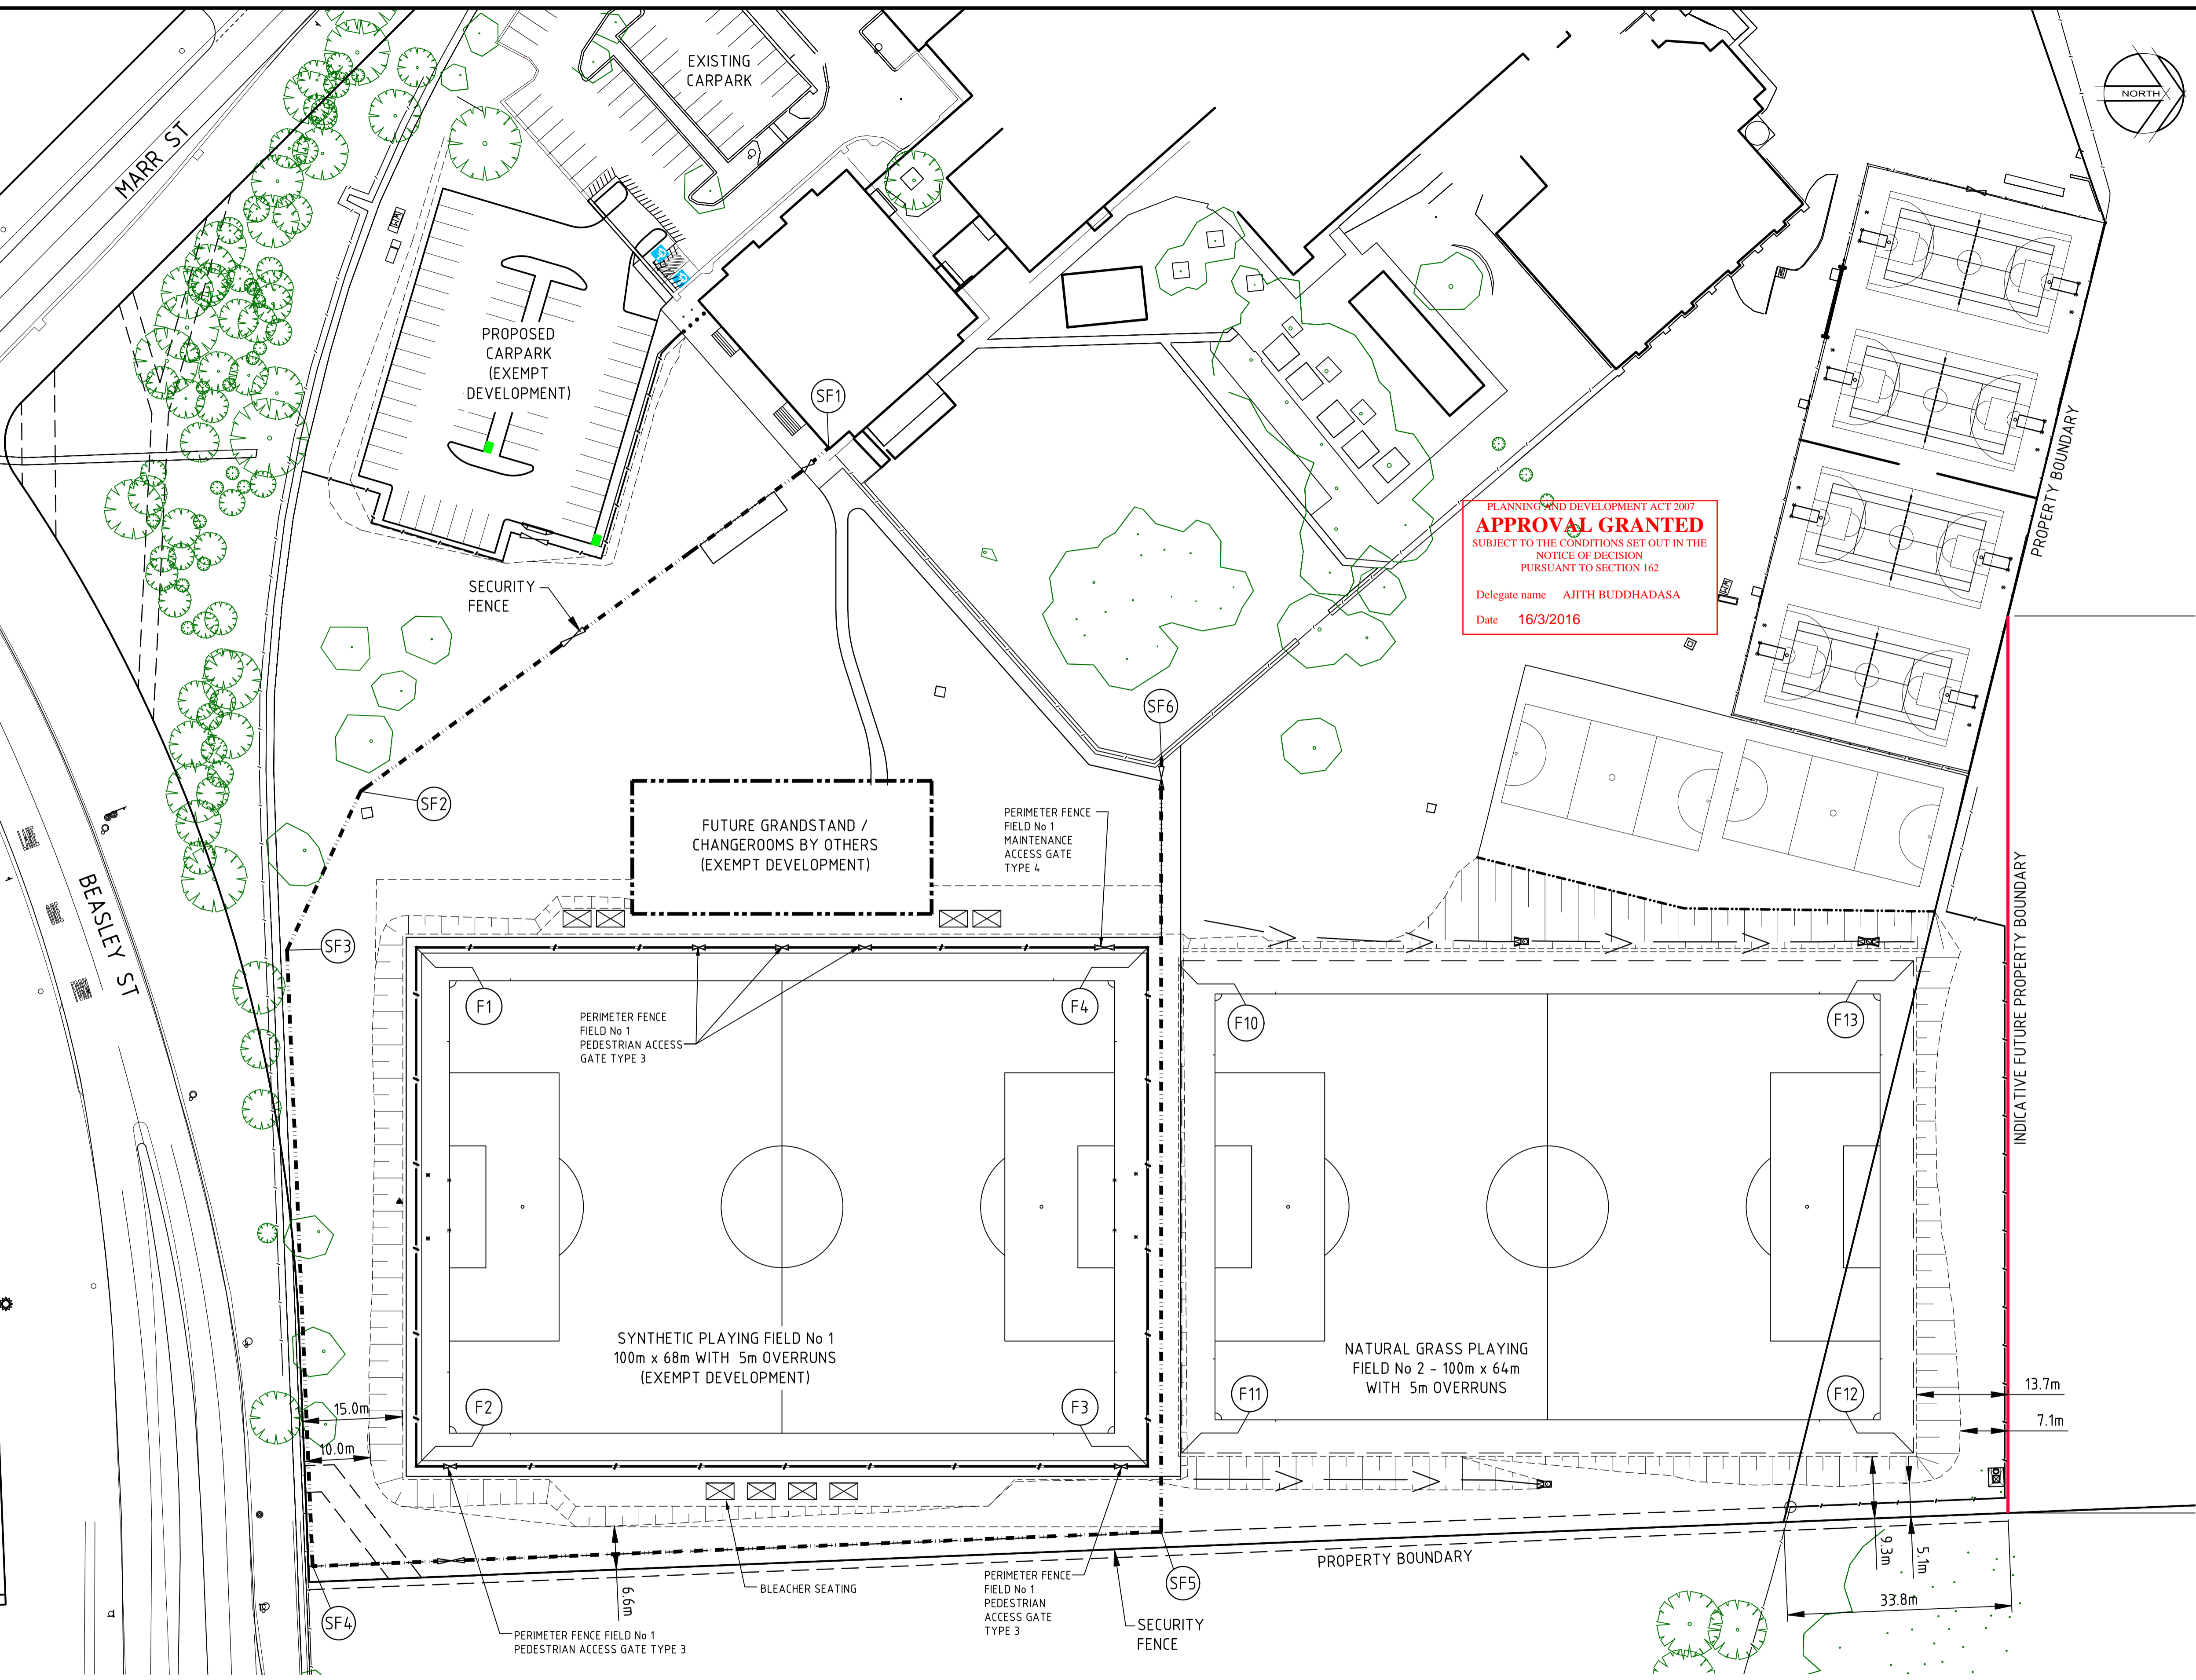 EXISTING
CARPARK
NORTH
MARR ST
PROPOSED
CARPARK
(EXEMPT
DEVELOPMENT)
SF1
PROPERTY BOUNDARY
PLANNING AND DEVELOPMENT ACT 2007
APPROVAL GRANTED
SUBJECT TO THE CONDITIONS SET OUT IN THE
NOTICE OF DECISION
PURSUANT TO SECTION 162
Delegate name AJITH BUDDHADASA
Date 16/3/2016
SECURITY
FENCE
SF6
SF2
FUTURE GRANDSTAND /
CHANGEROOMS BY OTHERS
(EXEMPT DEVELOPMENT)
PERIMETER FENCE
FIELD No 1
MAINTENANCE
ACCESS GATE
TYPE 4
LANE
ONE
FORM
BEASLEY ST
SF3
INDICATIVE FUTURE PROPERTY BOUNDARY
F1
F4
F10
F13
PERIMETER FENCE
FIELD No 1
PEDESTRIAN ACCESS
GATE TYPE 3
SYNTHETIC PLAYING FIELD No 1
100m x 68m WITH 5m OVERRUNS
(EXEMPT DEVELOPMENT)
NATURAL GRASS PLAYING
FIELD No 2 - 100m x 64m
WITH 5m OVERRUNS
F2
F3
F11
F12
15.0m
10.0m
13.7m
7.1m
9.3m
5.1m
33.8m
6.6m
PROPERTY BOUNDARY
BLEACHER SEATING
PERIMETER FENCE
FIELD No 1
PEDESTRIAN
ACCESS GATE
TYPE 3
SF5
SECURITY
FENCE
SF4
PERIMETER FENCE FIELD No 1
PEDESTRIAN ACCESS GATE TYPE 3